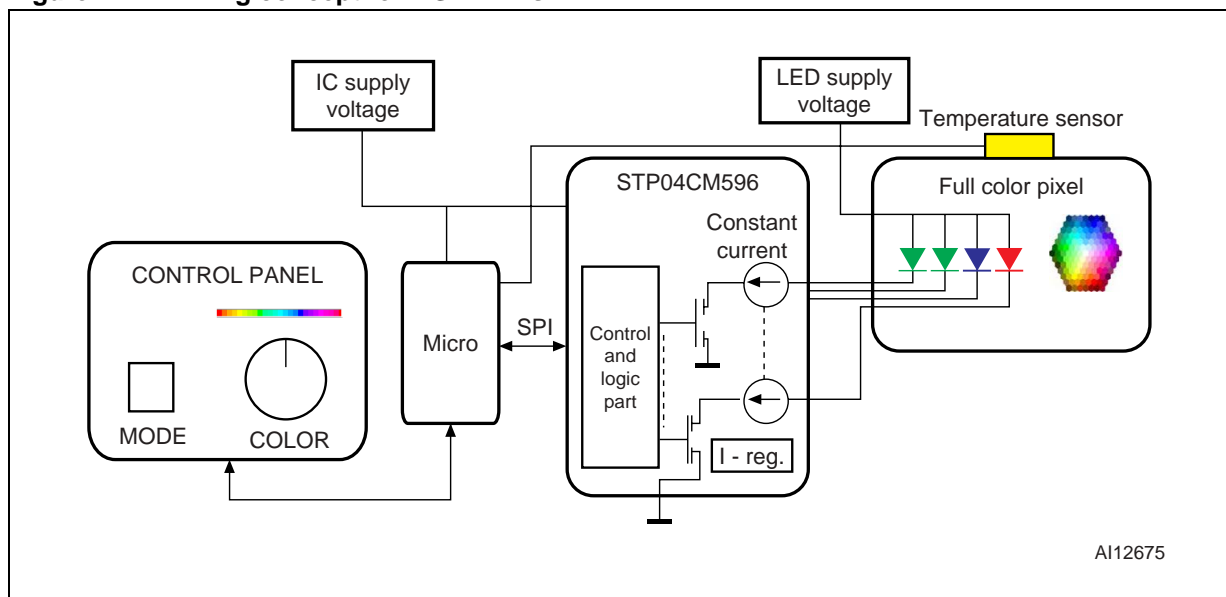 IC supply
voltage
LED supply
voltage
Temperature sensor
STP04CM596
Full color pixel
Constant
current
CONTROL PANEL
Micro
SPI
Control
and
logic
part
MODE
COLOR
I - reg.
AI12675